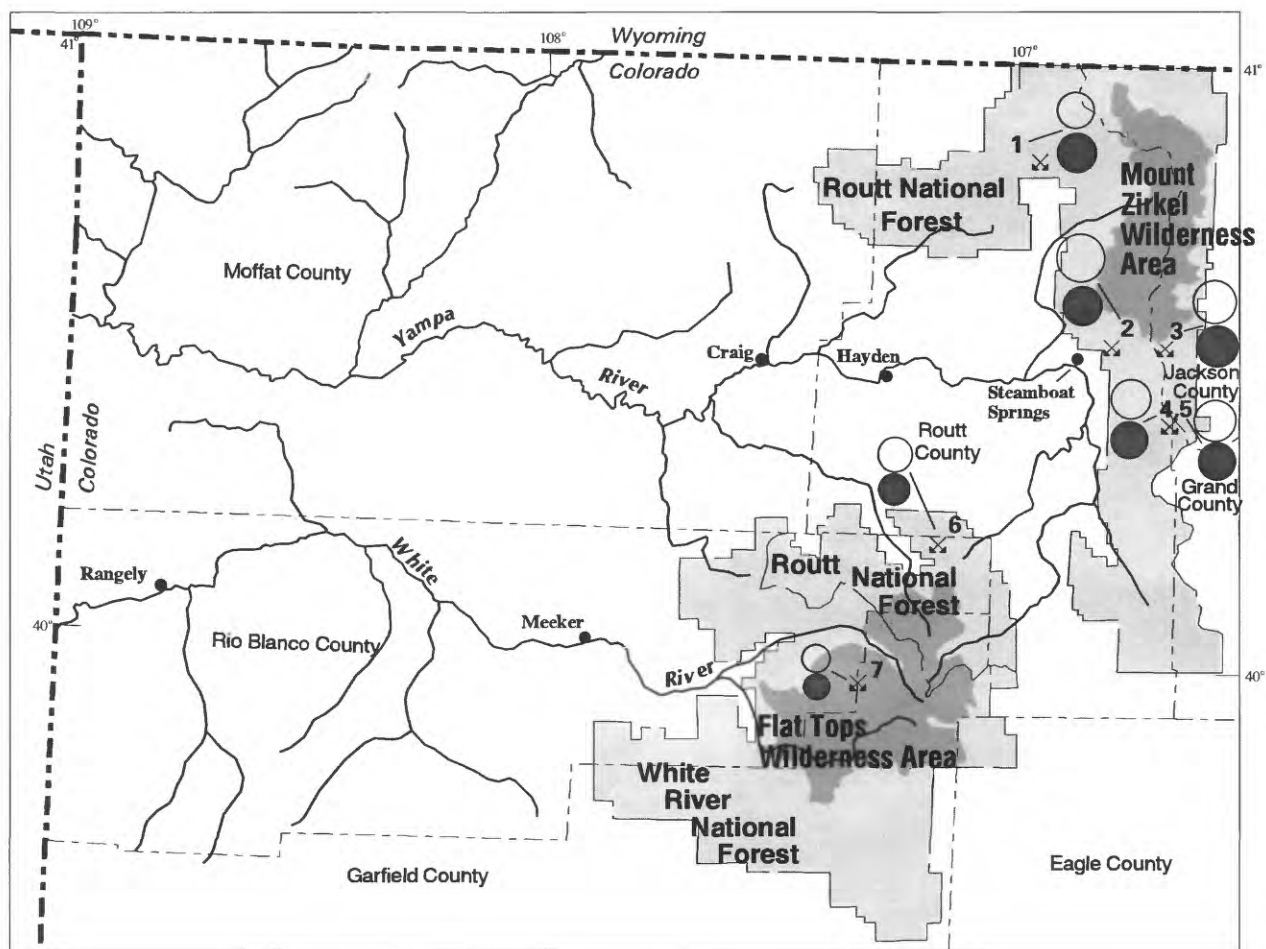 109°
41°
108°
Wyoming
Colorado
107°
41°
1
Routt National
Forest
Mount
Zirkel
Wilderness
Area
Moffat County
Yampa
River
2
3
Craig
Hayden
Steamboat
Springs
Jackson
County
4,5
Routt
County
Grand
County
Utah
Colorado
6
White
Routt
National
Forest
Rangely
40°
Rio Blanco County
Meeker
River
7
40°
Flat Tops
Wilderness Area
White
River
National
Forest
Garfield County
Eagle County